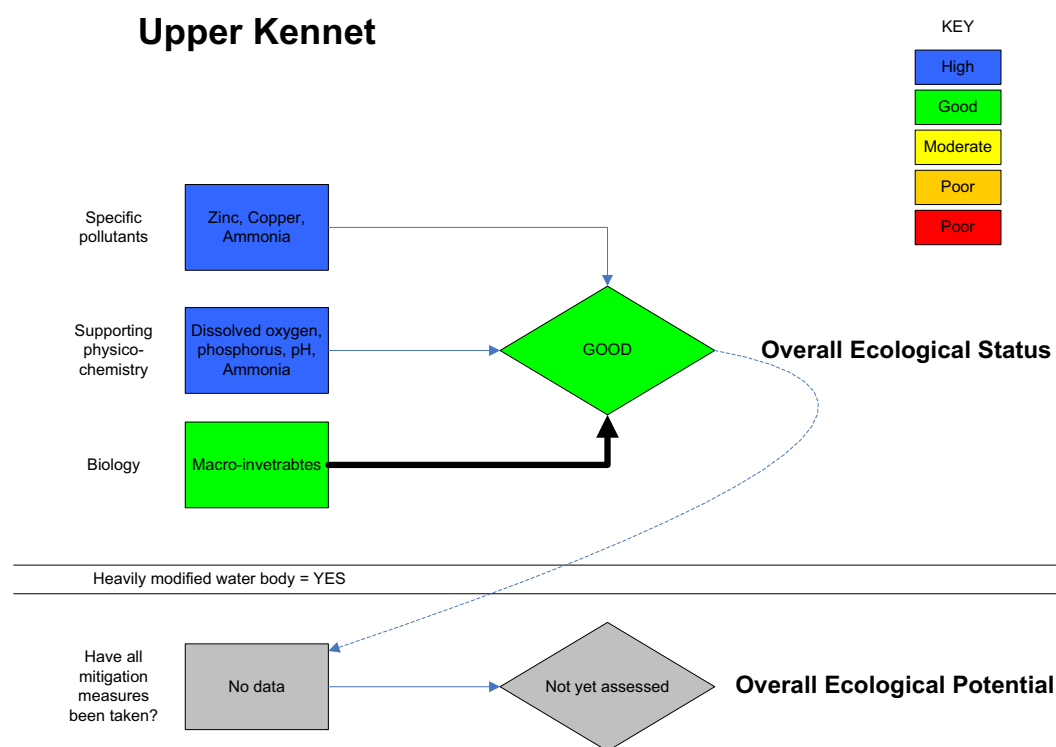 Upper Kennet
KEY
High
Good
Moderate
Poor
Poor
Specific
pollutants
Zinc, Copper,
Ammonia
Supporting
physico-
chemistry
Dissolved oxygen,
phosphorus, pH,
Ammonia
GOOD
Overall Ecological Status
Biology
Macro-invetrabtes
Heavily modified water body = YES
Have all
mitigation
measures
been taken?
No data
Not yet assessed
Overall Ecological Potential